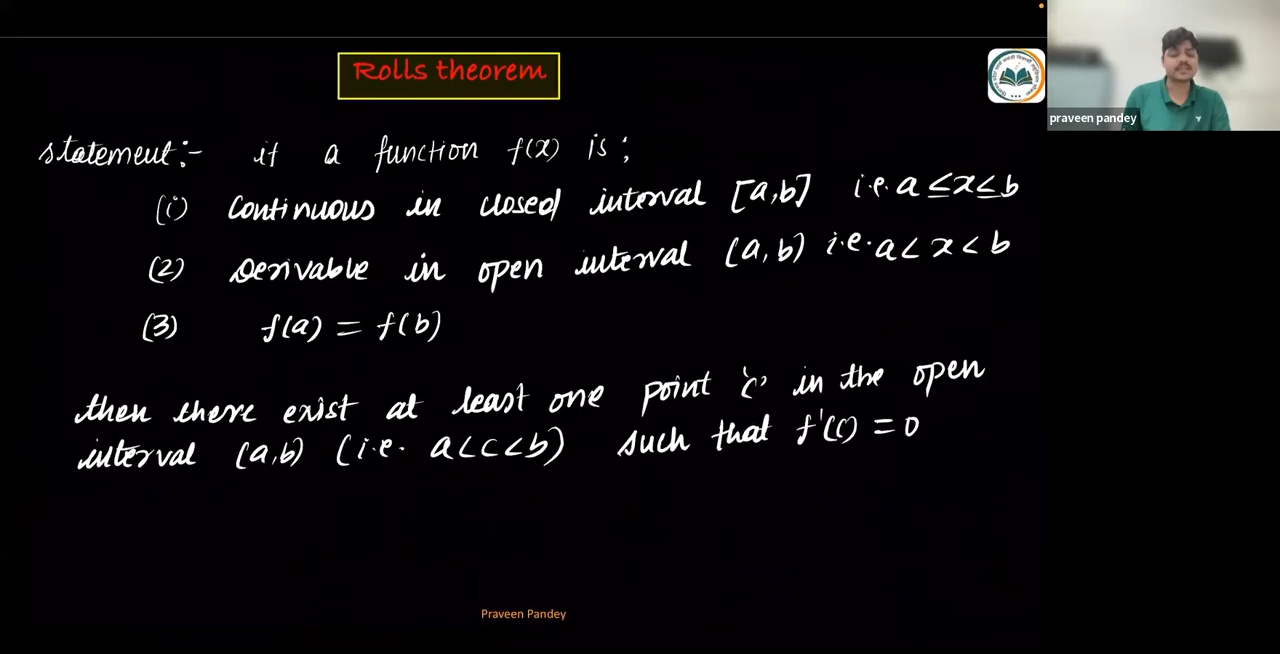 Rolls theorem
praveen pandey
statement:- if a function f(x) is;
(i) continuous in closed interval [a,b] i.e. a ≤ x ≤ b
(2) Derivable in open interval (a, b) i.e. a < x < b
(3) f(a) = f(b)
then there exist at least one point 'c' in the open
interval (a,b) (i.e. a < c < b) such that f'(c) = 0
Praveen Pandey